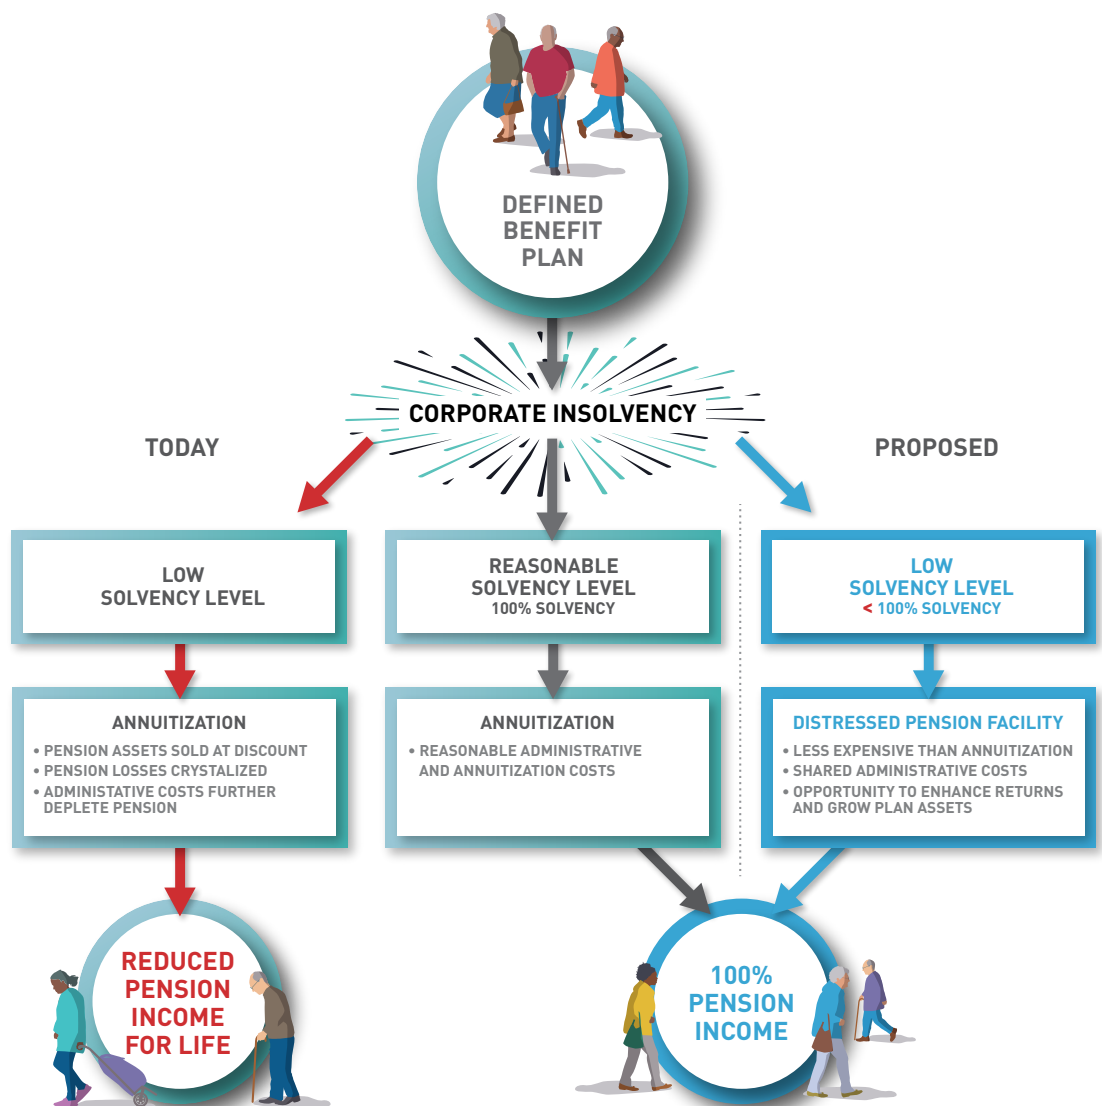 DEFINED
BENEFIT
PLAN
CORPORATE INSOLVENCY
TODAY
PROPOSED
LOW
SOLVENCY LEVEL
REASONABLE
SOLVENCY LEVEL
100% SOLVENCY
LOW
SOLVENCY LEVEL
< 100% SOLVENCY
ANNUITIZATION
• PENSION ASSETS SOLD AT DISCOUNT
• PENSION LOSSES CRYSTALIZED
• ADMINISTATIVE COSTS FURTHER
DEPLETE PENSION
ANNUITIZATION
• REASONABLE ADMINISTRATIVE
AND ANNUITIZATION COSTS
DISTRESSED PENSION FACILITY
• LESS EXPENSIVE THAN ANNUITIZATION
• SHARED ADMINISTRATIVE COSTS
• OPPORTUNITY TO ENHANCE RETURNS
AND GROW PLAN ASSETS
REDUCED
PENSION
INCOME
FOR LIFE
100%
PENSION
INCOME